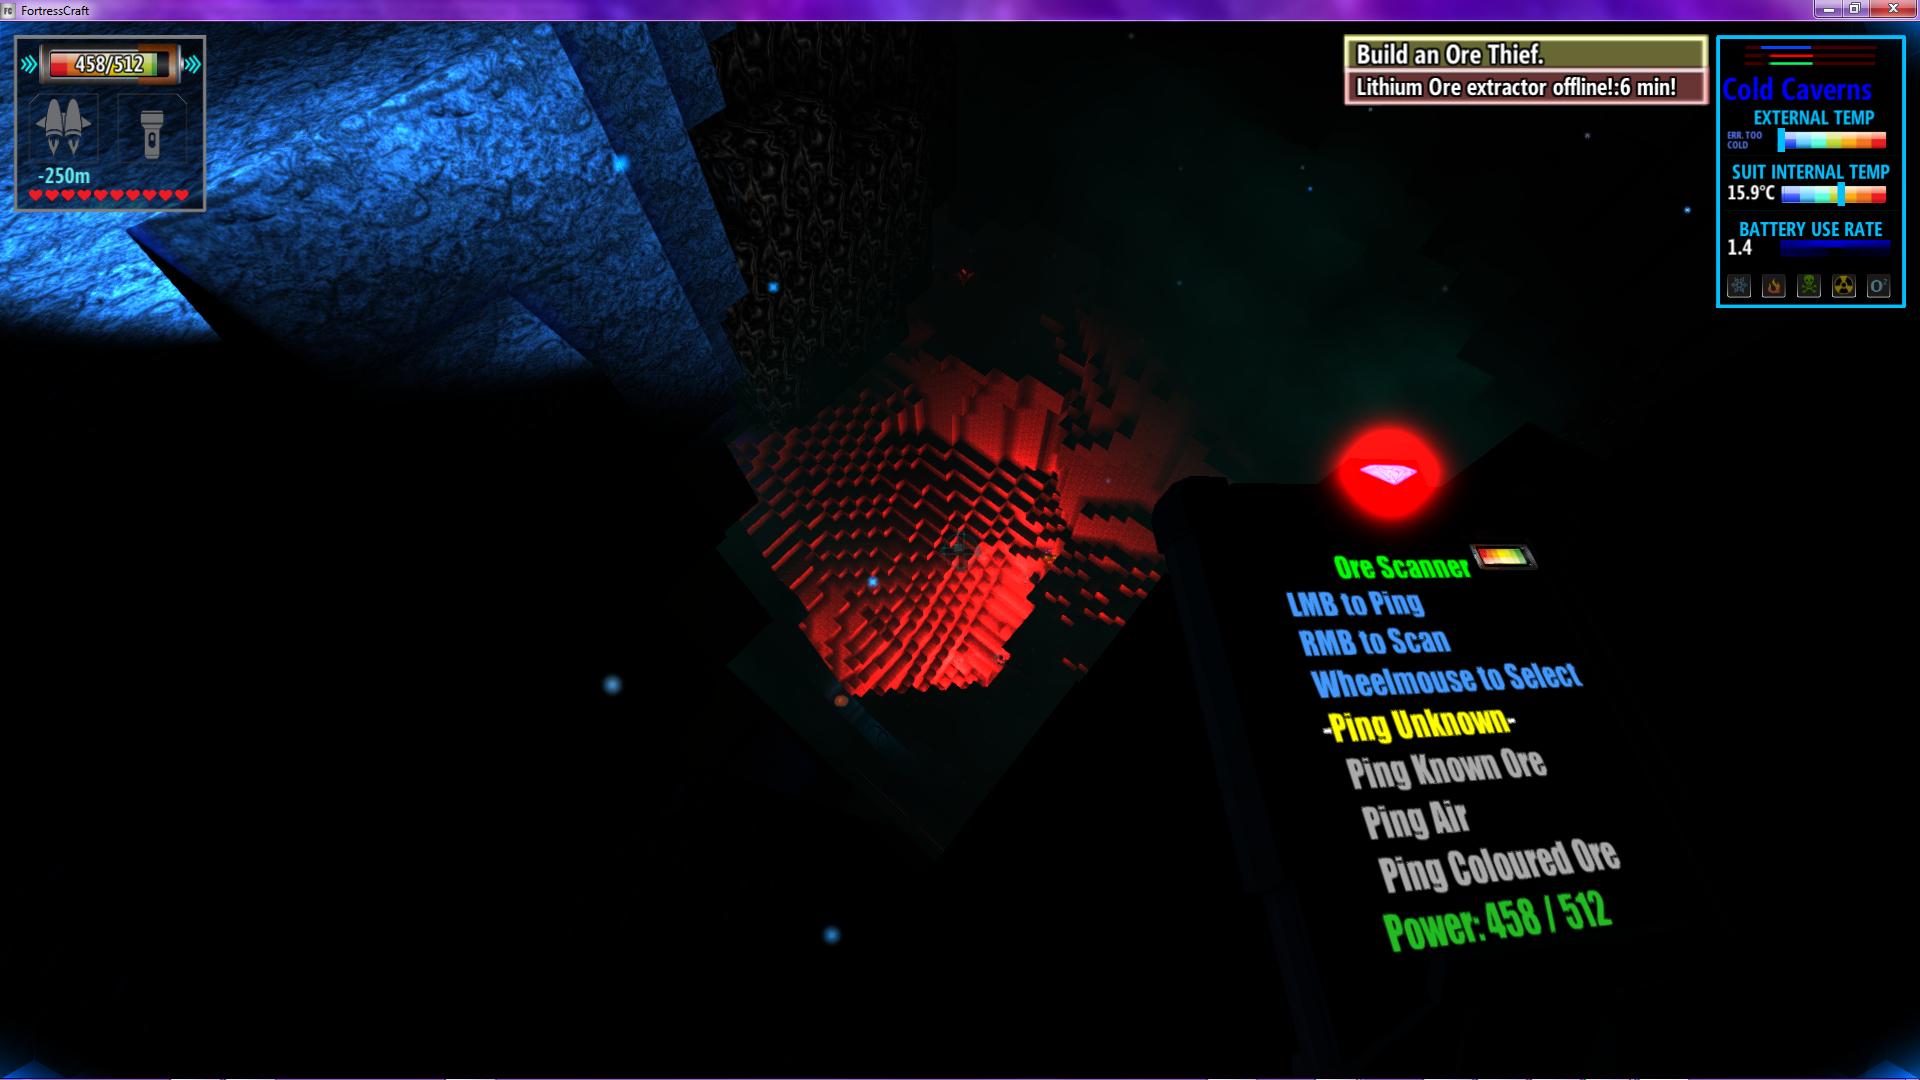 FortressCraft
458/512
-250m
Build an Ore Thief.
Lithium Ore extractor offline!:6 min!
Cold Caverns
EXTERNAL TEMP
ERR.TOO
COLD
SUIT INTERNAL TEMP
15.9°C
BATTERY USE RATE
1.4
O²
Ore Scanner
LMB to Ping
RMB to Scan
Wheelmouse to Select
-Ping Unknown-
Ping Known Ore
Ping Air
Ping Coloured Ore
Power: 458 / 512